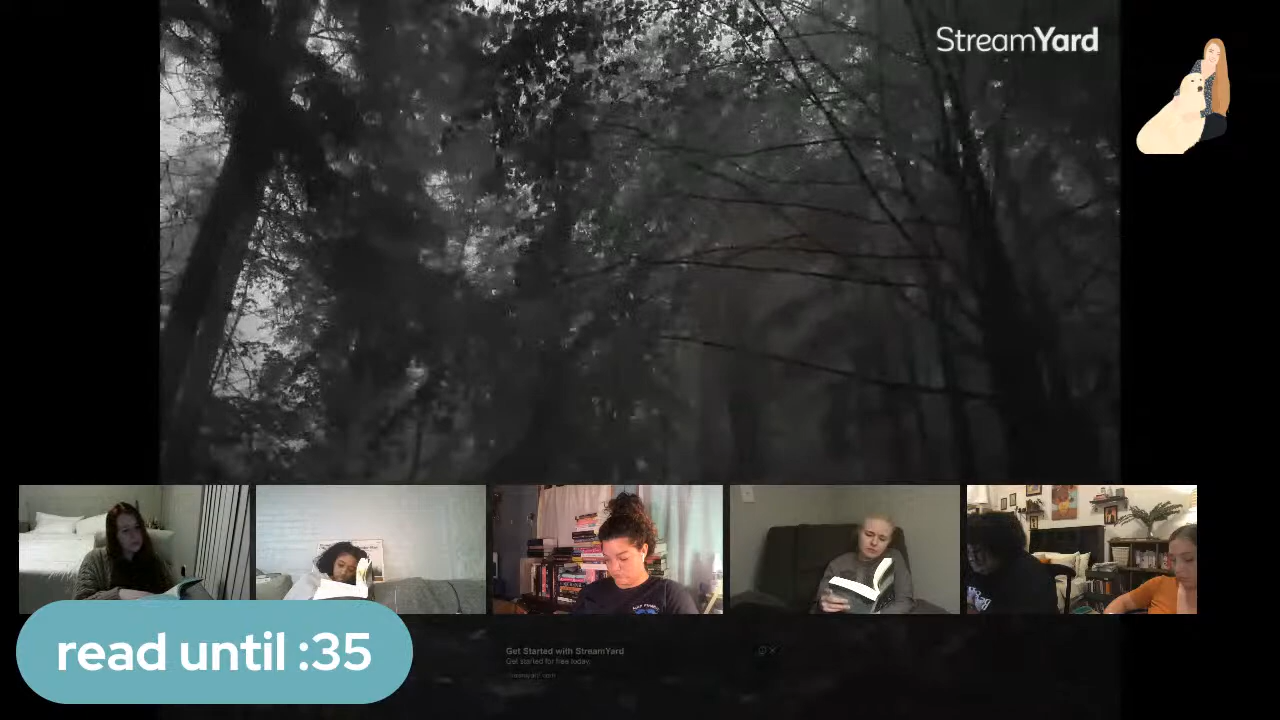 StreamYard
read until :35
Get Started with StreamYard
Get started for free today.